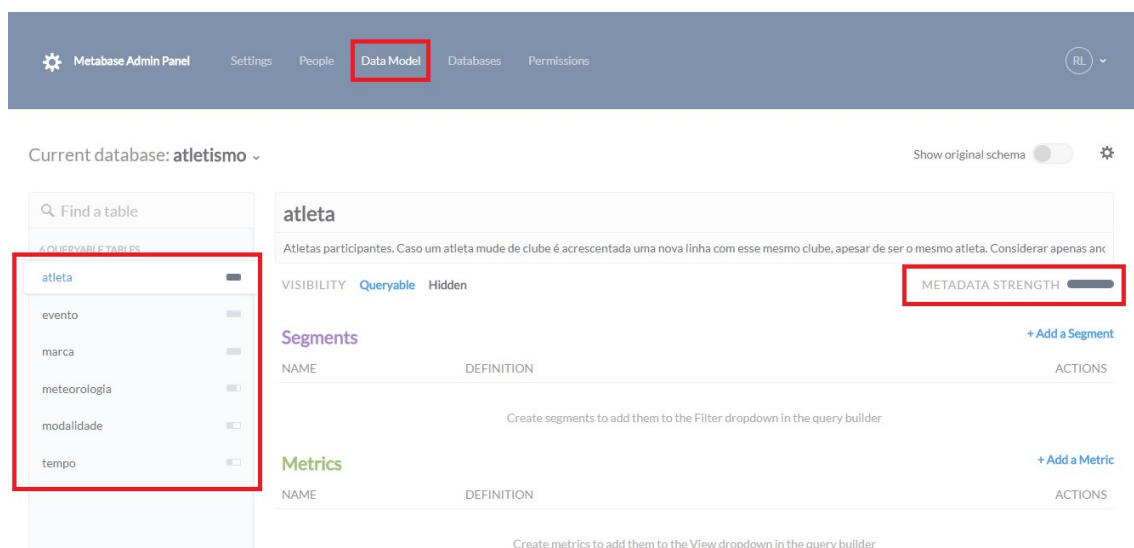 Metabase Admin Panel Settings People Data Model Databases Permissions RL
Current database: atletismo
Show original schema
Find a table
6 QUERYABLE TABLES
atleta
evento
marca
meteorologia
modalidade
tempo
atleta
Atletas participantes. Caso um atleta mude de clube é acrescentada uma nova linha com esse mesmo clube, apesar de ser o mesmo atleta. Considerar apenas
VISIBILITY Queryable Hidden METADATA STRENGTH
Segments + Add a Segment
NAME DEFINITION ACTIONS
Create segments to add them to the Filter dropdown in the query builder
Metrics + Add a Metric
NAME DEFINITION ACTIONS
Create metrics to add them to the View dropdown in the query builder